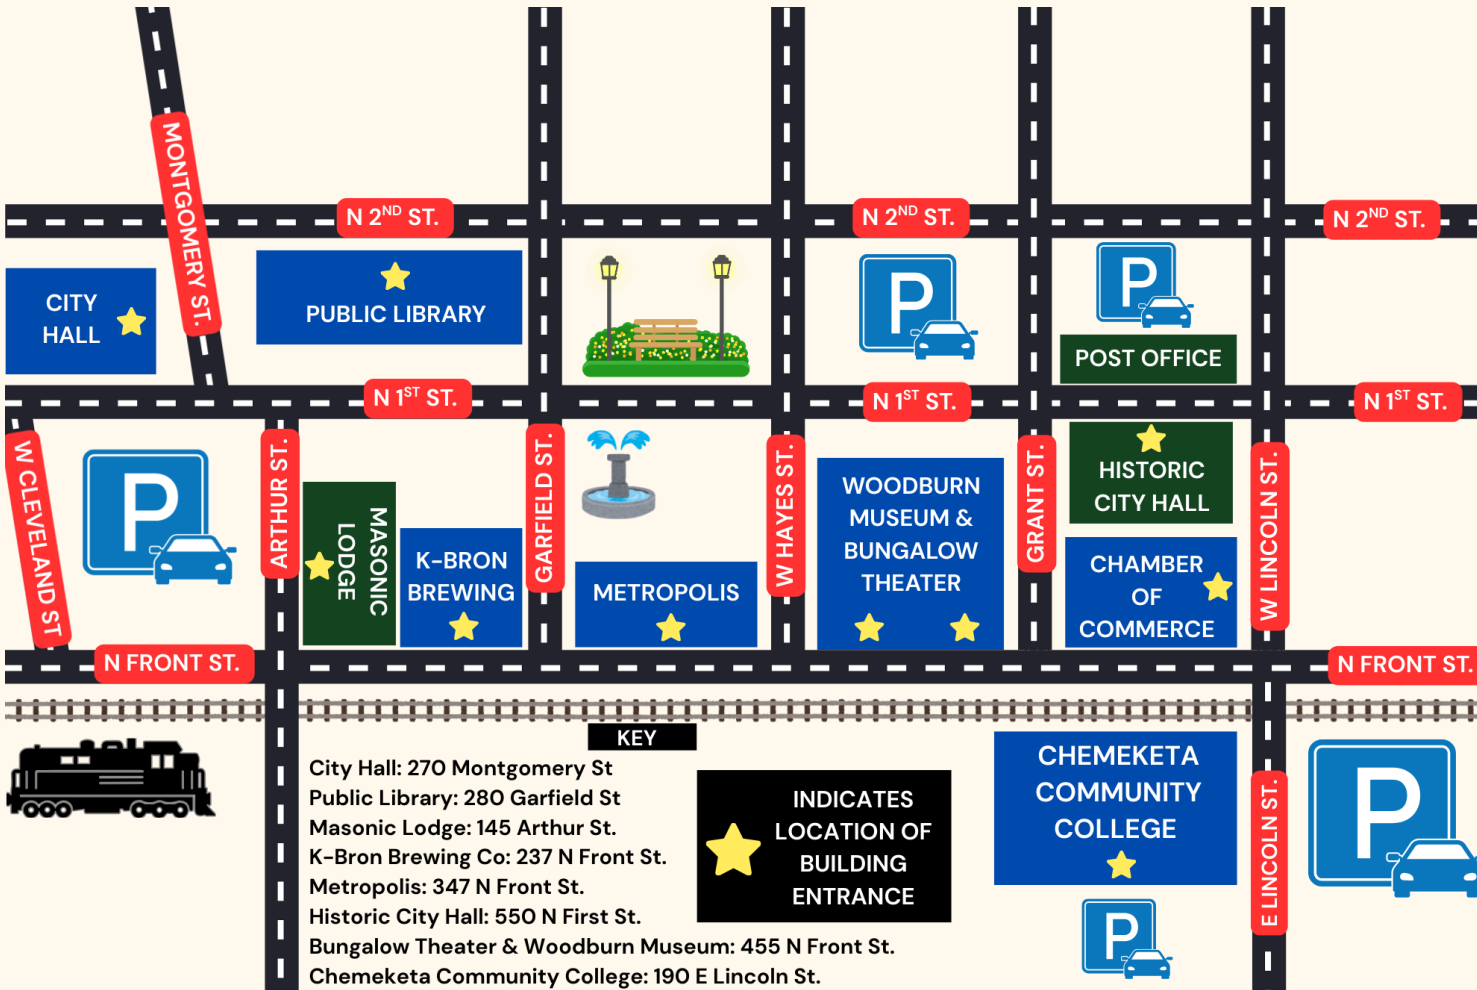 MONTGOMERY ST.
N 2ND ST.
N 2ND ST.
N 2ND ST.
CITY
HALL
PUBLIC LIBRARY
P
P
POST OFFICE
N 1ST ST.
N 1ST ST.
N 1ST ST.
W CLEVELAND ST
P
ARTHUR ST.
MASONIC
LODGE
K-BRON
BREWING
GARFIELD ST.
METROPOLIS
W HAYES ST.
WOODBURN
MUSEUM &
BUNGALOW
THEATER
GRANT ST.
HISTORIC
CITY HALL
CHAMBER
OF
COMMERCE
W LINCOLN ST.
N FRONT ST.
N FRONT ST.
KEY
City Hall: 270 Montgomery St
Public Library: 280 Garfield St
Masonic Lodge: 145 Arthur St.
K-Bron Brewing Co: 237 N Front St.
Metropolis: 347 N Front St.
Historic City Hall: 550 N First St.
Bungalow Theater & Woodburn Museum: 455 N Front St.
Chemeketa Community College: 190 E Lincoln St.
INDICATES
LOCATION OF
BUILDING
ENTRANCE
CHEMEKETA
COMMUNITY
COLLEGE
P
E LINCOLN ST.
P